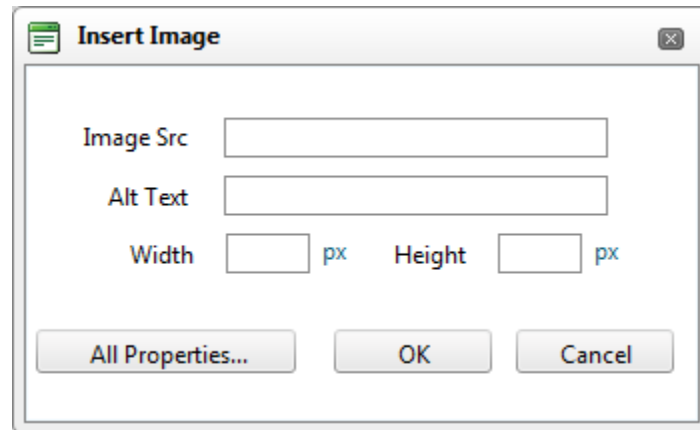 Insert Image
Image Src
Alt Text
Width px Height px
All Properties... OK Cancel